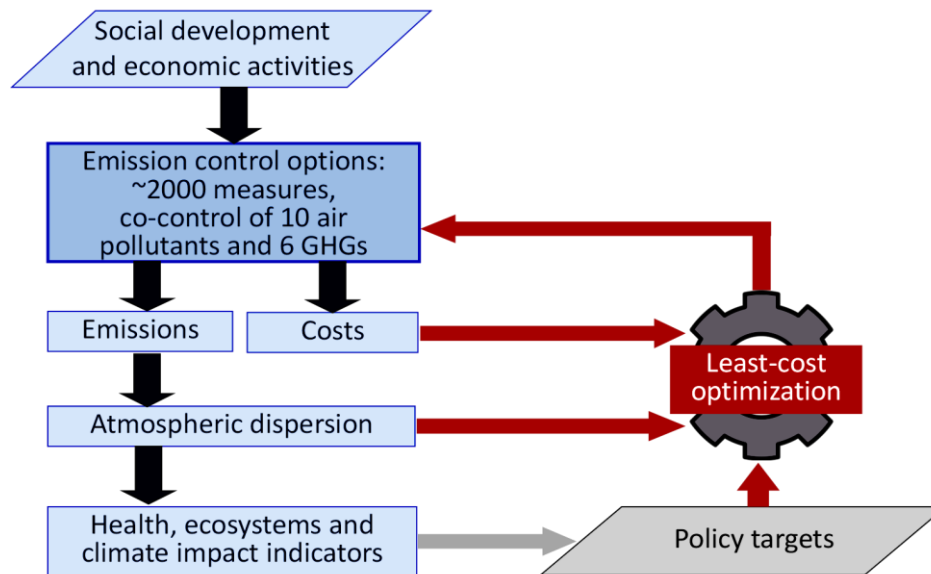 Social development
and economic activities
Emission control options:
~2000 measures,
co-control of 10 air
pollutants and 6 GHGs
Emissions
Costs
Least-cost
optimization
Atmospheric dispersion
Health, ecosystems and
climate impact indicators
Policy targets